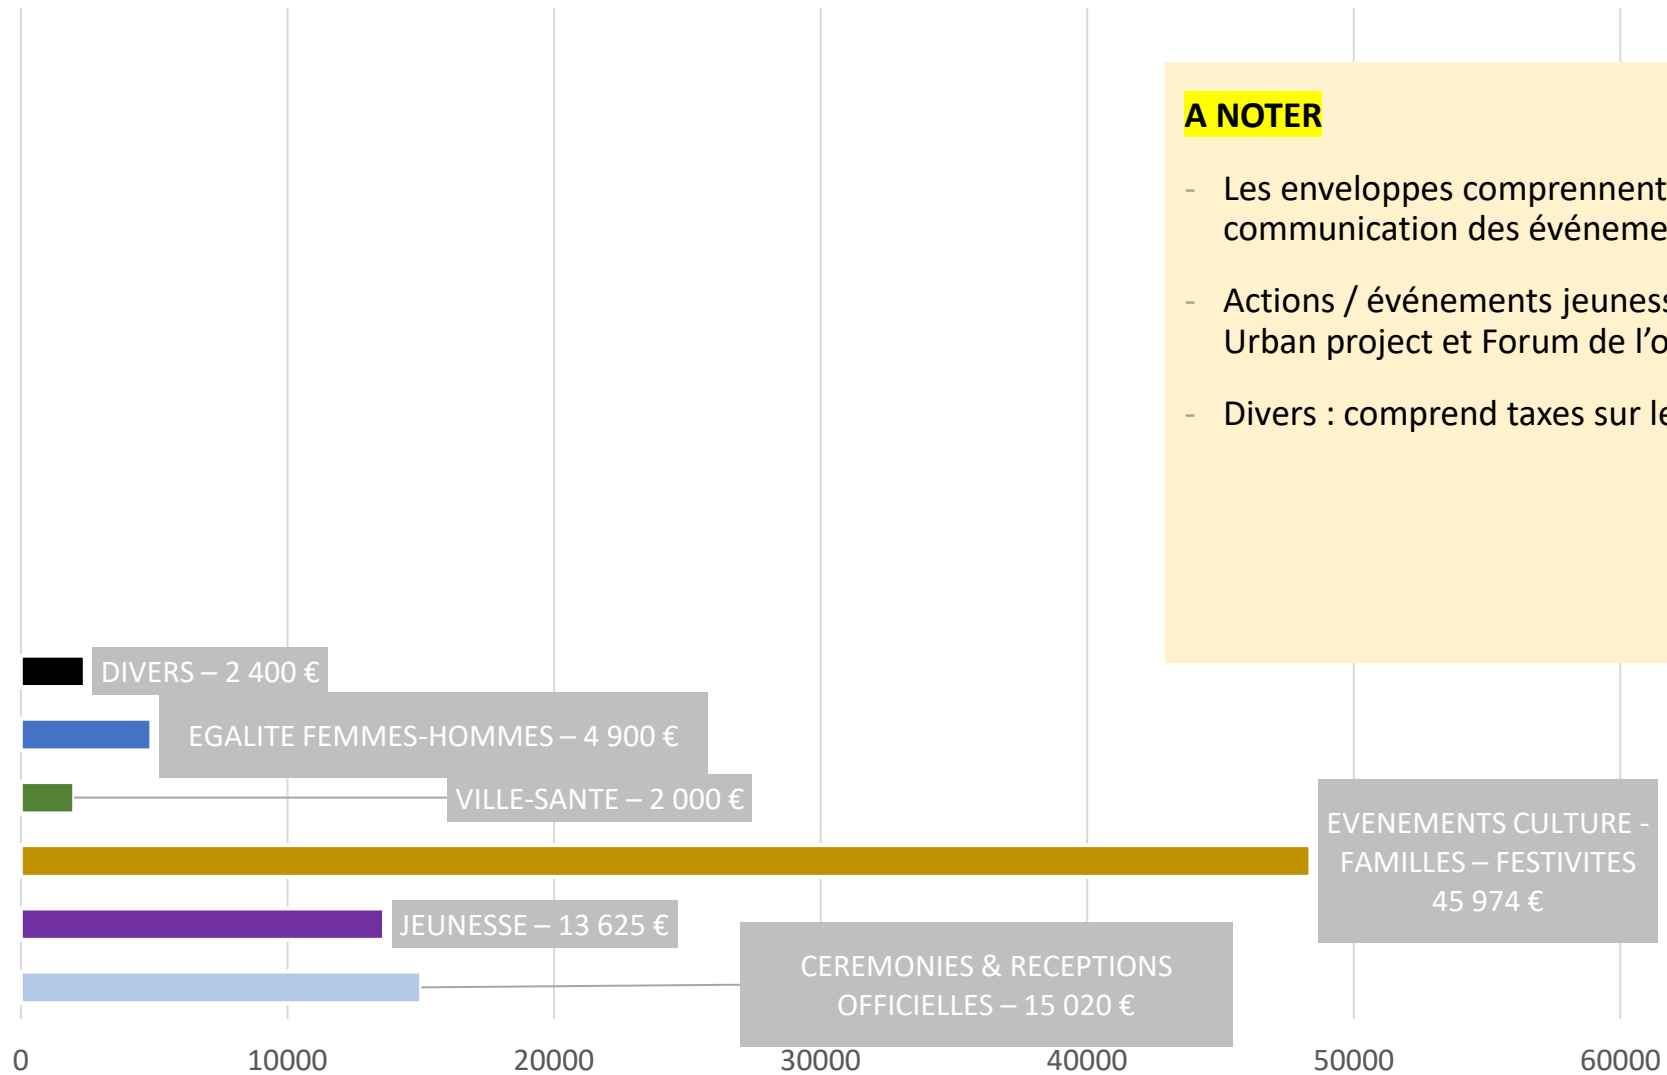 A NOTER
- Les enveloppes comprennent
communication des événeme
- Actions / événements jeunes
Urban project et Forum de l’o
- Divers : comprend taxes sur le
DIVERS – 2 400 €
EGALITE FEMMES-HOMMES – 4 900 €
VILLE-SANTE – 2 000 €
EVENEMENTS CULTURE -
FAMILLES – FESTIVITES
45 974 €
JEUNESSE – 13 625 €
CEREMONIES & RECEPTIONS
OFFICIELLES – 15 020 €
0 10000 20000 30000 40000 50000 60000